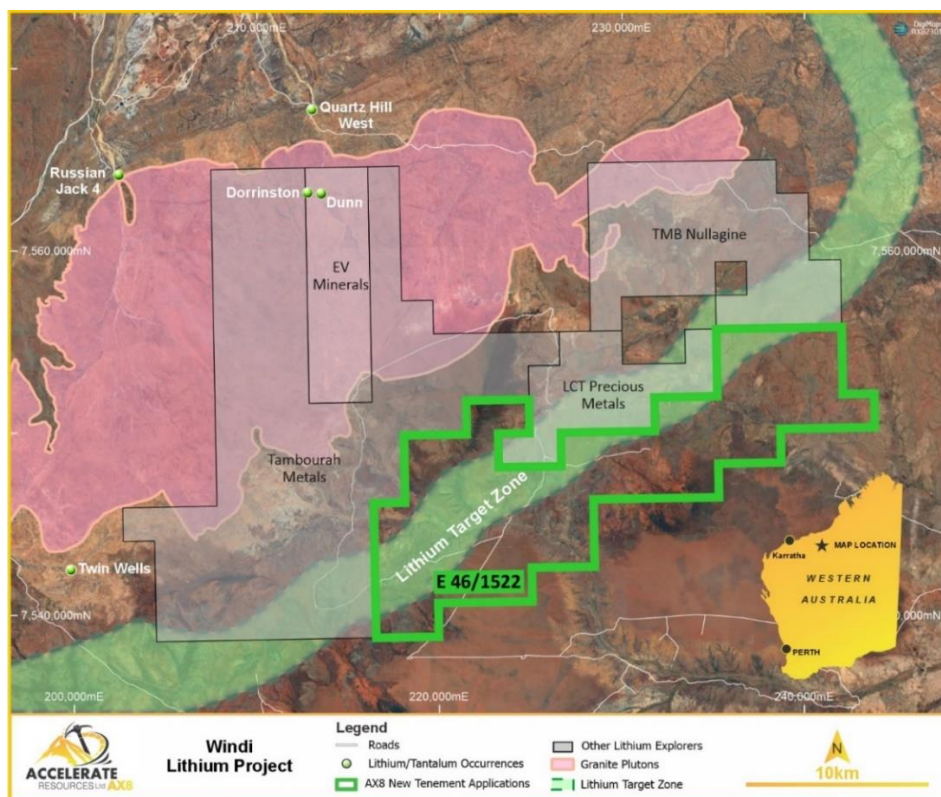 210,000mE
230,000mE
Quartz Hill
West
Russian
Jack 4
Dorrinston
Dunn
TMB Nullagine
7,560,000mN
7,560,000mN
EV
Minerals
LCT Precious
Metals
Tambourah
Metals
Lithium Target Zone
Twin Wells
E 46/1522
Karratha
MAP LOCATION
WESTERN
AUSTRALIA
PERTH
7,540,000mN
200,000mE
220,000mE
240,000mE
ACCELERATE
RESOURCES Ltd AX8
Windi
Lithium Project
Legend
Roads
Lithium/Tantalum Occurrences
AX8 New Tenement Applications
Other Lithium Explorers
Granite Plutons
Lithium Target Zone
N
10km